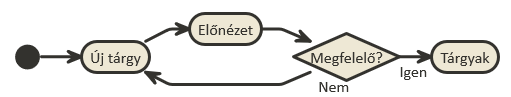 Előnézet
Új tárgy
Megfelelő?
Tárgyak
Igen
Nem